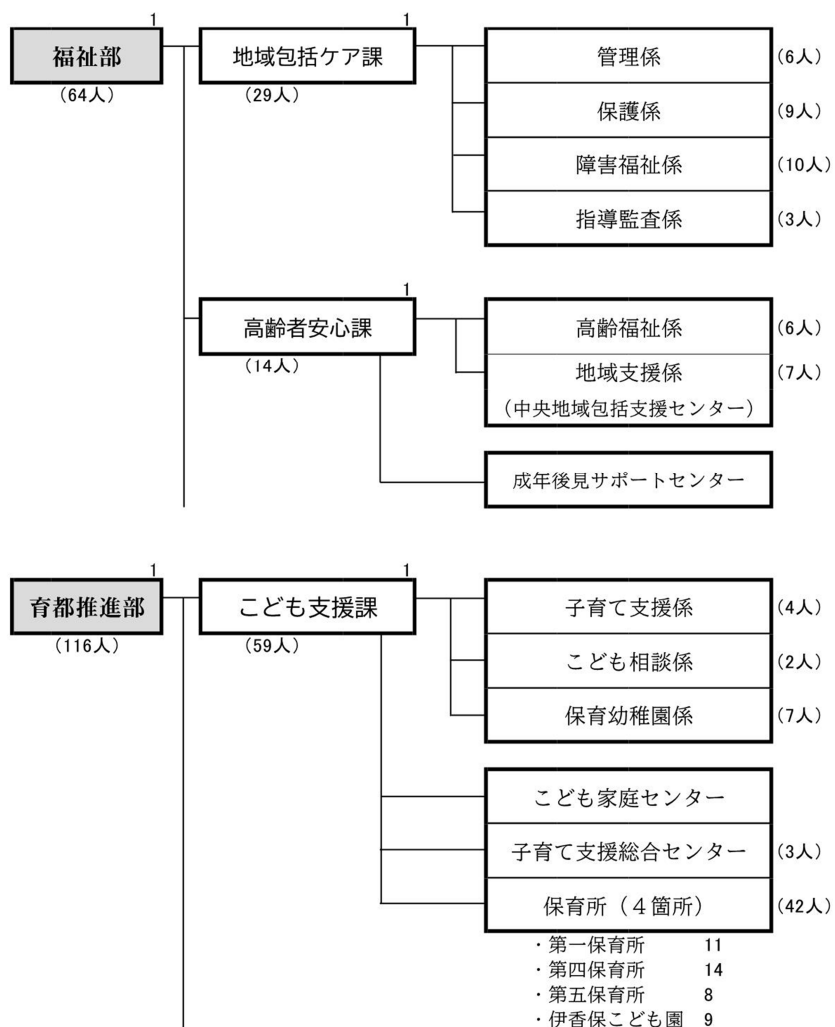 1 1
福祉部 地域包括ケア課 管理係 (6人)
(64人) (29人)
保護係 (9人)
障害福祉係 (10人)
指導監査係 (3人)
1
高齢者安心課 高齢福祉係 (6人)
(14人)
地域支援係 (7人)
(中央地域包括支援センター)
成年後見サポートセンター
1 1
育都推進部 こども支援課 子育て支援係 (4人)
(116人) (59人)
こども相談係 (2人)
保育幼稚園係 (7人)
こども家庭センター
子育て支援総合センター (3人)
保育所(4箇所) (42人)
・第一保育所 11
・第四保育所 14
・第五保育所 8
・伊香保こども園 9